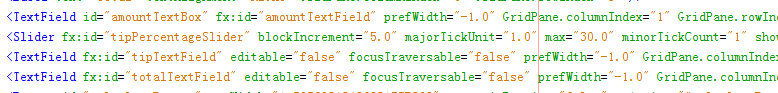 <TextField id="amountTextBox" fx:id="amountTextField" prefWidth="-1.0" GridPane.columnIndex="1" GridPane.rowInd
<Slider fx:id="tipPercentageSlider" blockIncrement="5.0" majorTickUnit="1.0" max="30.0" minorTickCount="1" show
<TextField fx:id="tipTextField" editable="false" focusTraversable="false" prefWidth="-1.0" GridPane.columnIndex
<TextField fx:id="totalTextField" editable="false" focusTraversable="false" prefWidth="-1.0" GridPane.columnInd